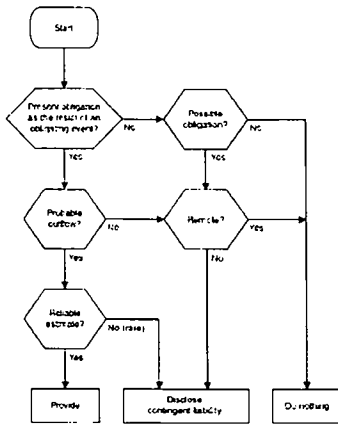 Start
Present obligation
as the result of an
obligating event?
No
Possible
obligation?
No
Yes
Yes
Probable
outflow?
No
Remote?
Yes
Yes
No
Reliable
estimate?
No (rare)
Yes
Provide
Disclose
contingent liability
Do nothing